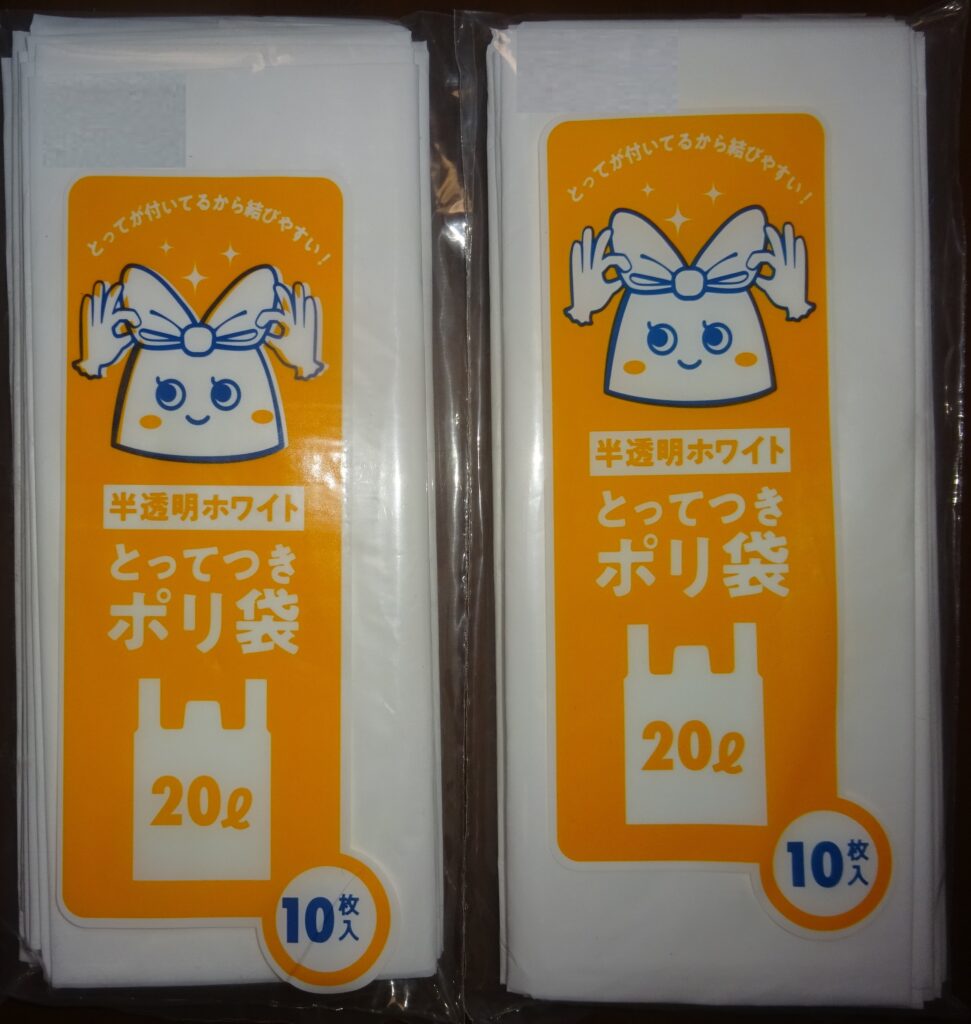 とってが付いてるから結びやすい!
半透明ホワイト
とってつき
ポリ袋
20ℓ
10枚入
とってが付いてるから結びやすい!
半透明ホワイト
とってつき
ポリ袋
20ℓ
10枚入